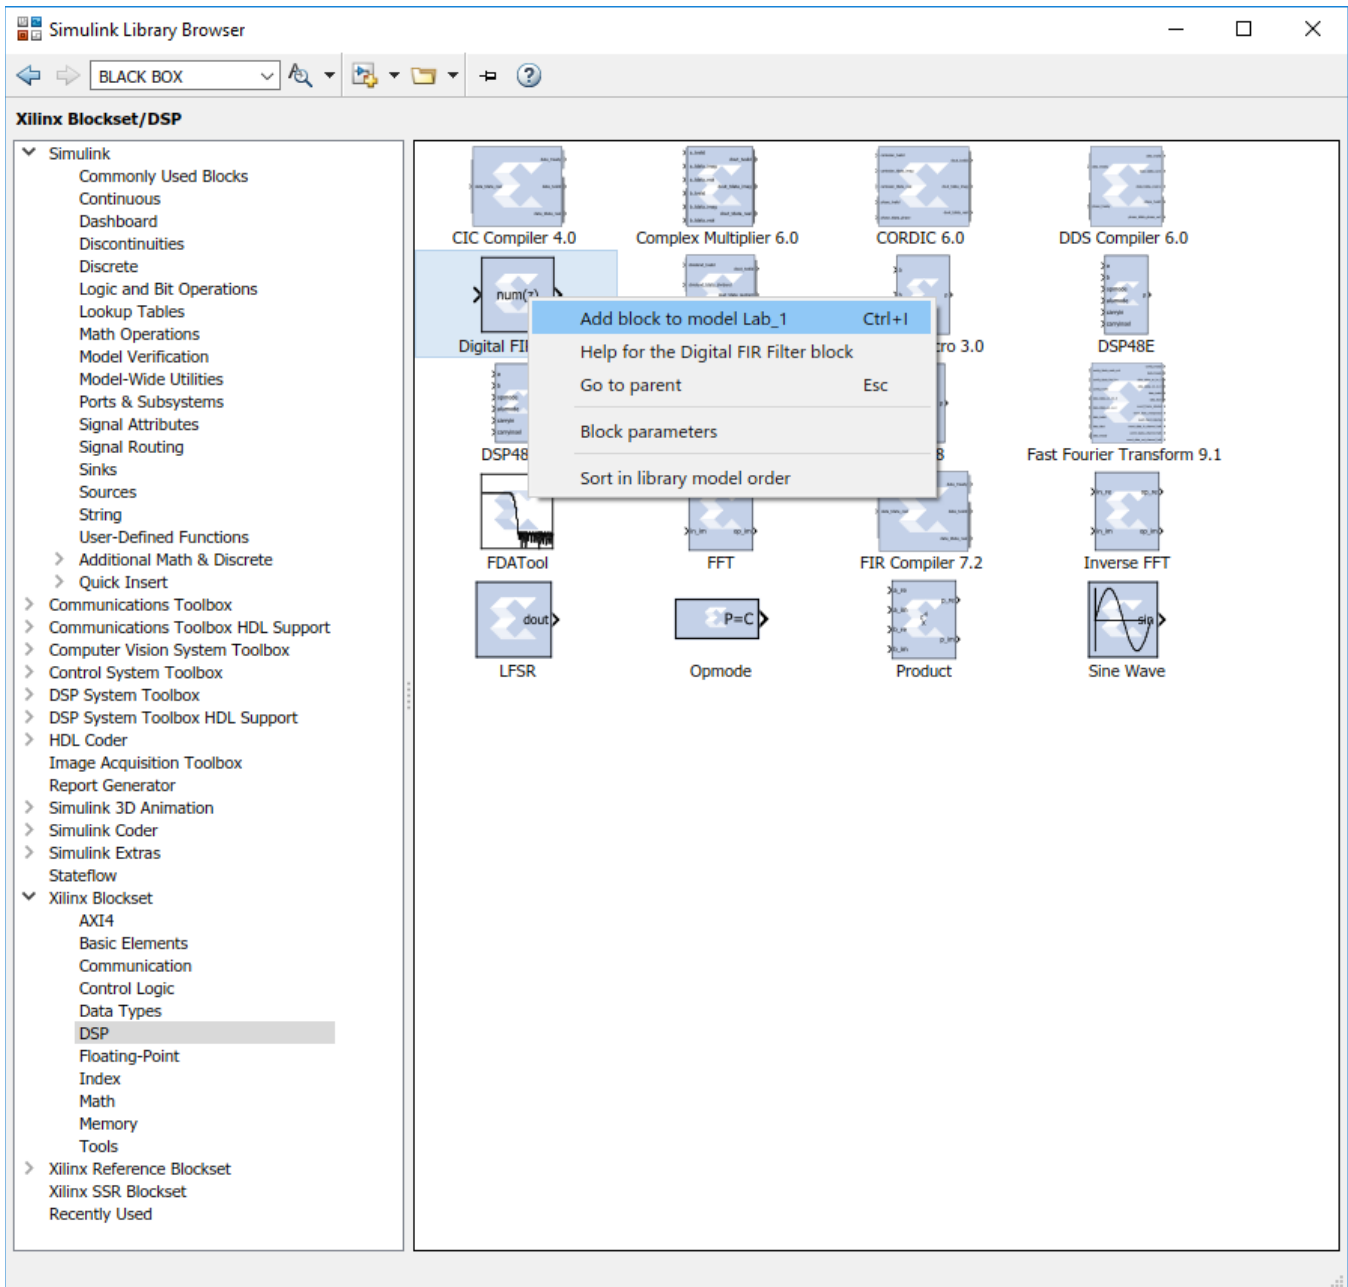 Simulink Library Browser
BLACK BOX
Xilinx Blockset/DSP
Simulink
Commonly Used Blocks
Continuous
Dashboard
Discontinuities
Discrete
Logic and Bit Operations
Lookup Tables
Math Operations
Model Verification
Model-Wide Utilities
Ports & Subsystems
Signal Attributes
Signal Routing
Sinks
Sources
String
User-Defined Functions
Additional Math & Discrete
Quick Insert
Communications Toolbox
Communications Toolbox HDL Support
Computer Vision System Toolbox
Control System Toolbox
DSP System Toolbox
DSP System Toolbox HDL Support
HDL Coder
Image Acquisition Toolbox
Report Generator
Simulink 3D Animation
Simulink Coder
Simulink Extras
Stateflow
Xilinx Blockset
AXI4
Basic Elements
Communication
Control Logic
Data Types
DSP
Floating-Point
Index
Math
Memory
Tools
Xilinx Reference Blockset
Xilinx SSR Blockset
Recently Used
CIC Compiler 4.0 Complex Multiplier 6.0 CORDIC 6.0 DDS Compiler 6.0
num(z)
Digital FI
cro 3.0 DSP48E
Add block to model Lab_1 Ctrl+I
Help for the Digital FIR Filter block
Go to parent Esc
Block parameters
Sort in library model order
DSP48
8 Fast Fourier Transform 9.1
FDATool FFT FIR Compiler 7.2 Inverse FFT
dout P=C sin
LFSR Opmode Product Sine Wave